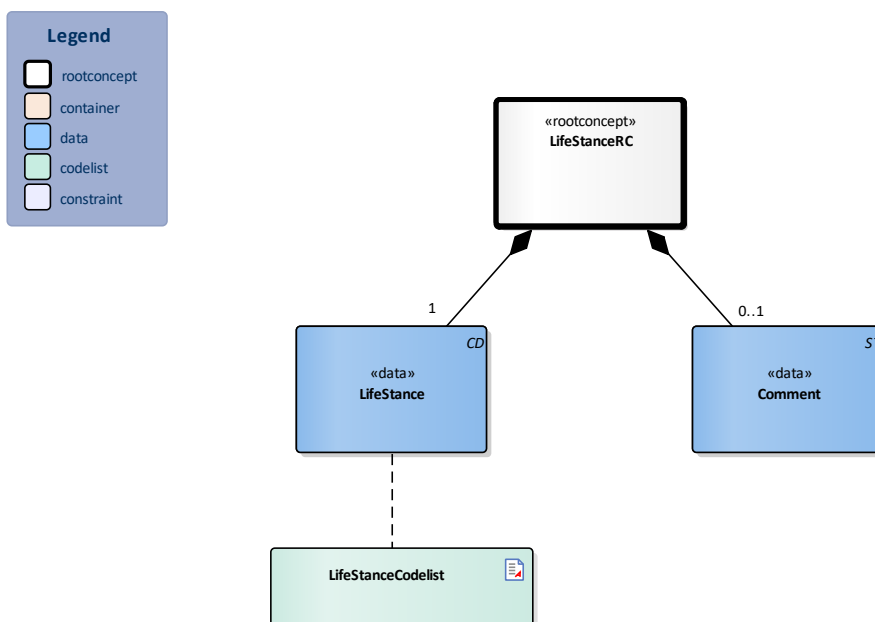 Legend
rootconcept
container
data
codelist
constraint
«rootconcept»
LifeStanceRC
1
0..1
CD
«data»
LifeStance
«data»
Comment
LifeStanceCodelist